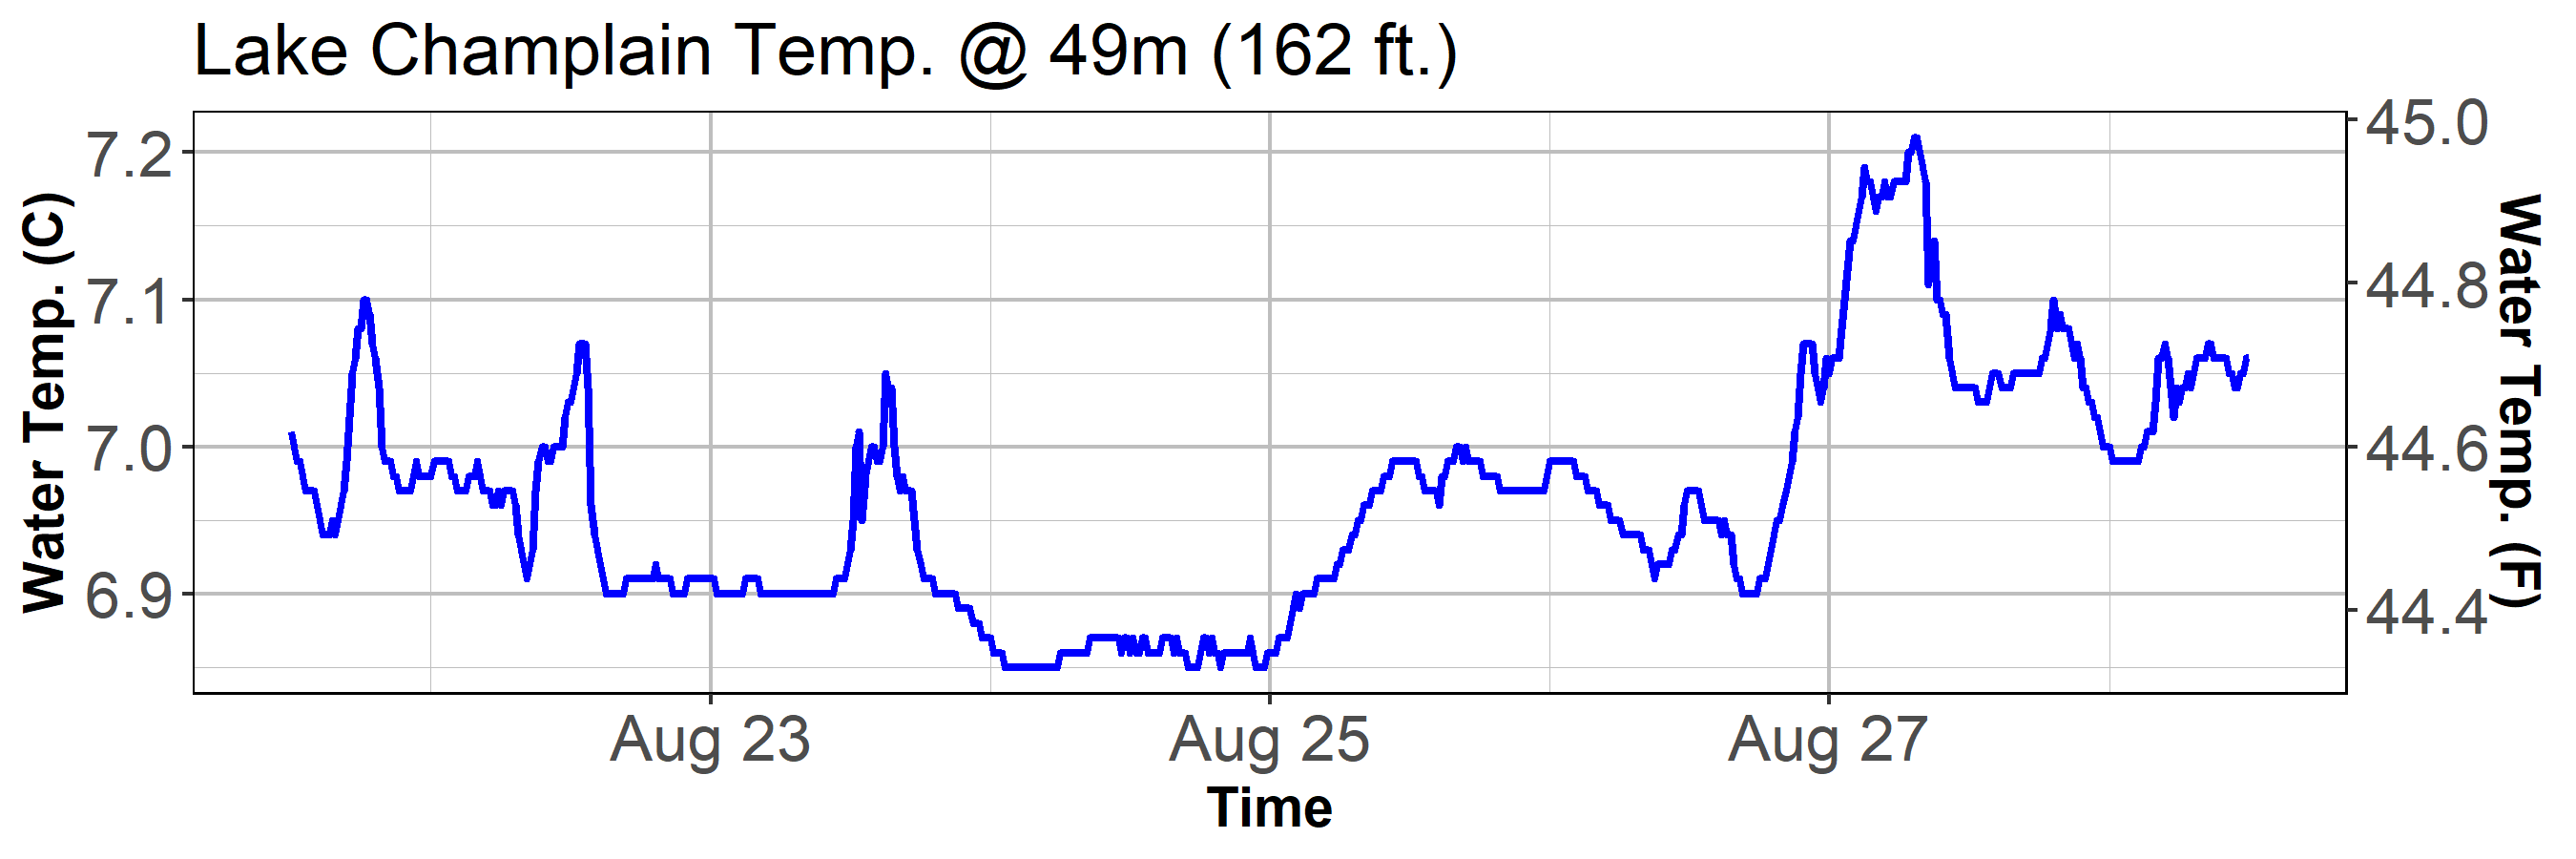 Lake Champlain Temp. @ 49m (162 ft.)
Water Temp. (C)
7.2
7.1
7.0
6.9
45.0
44.8
44.6
44.4
Water Temp. (F)
Aug 23 Aug 25 Aug 27
Time